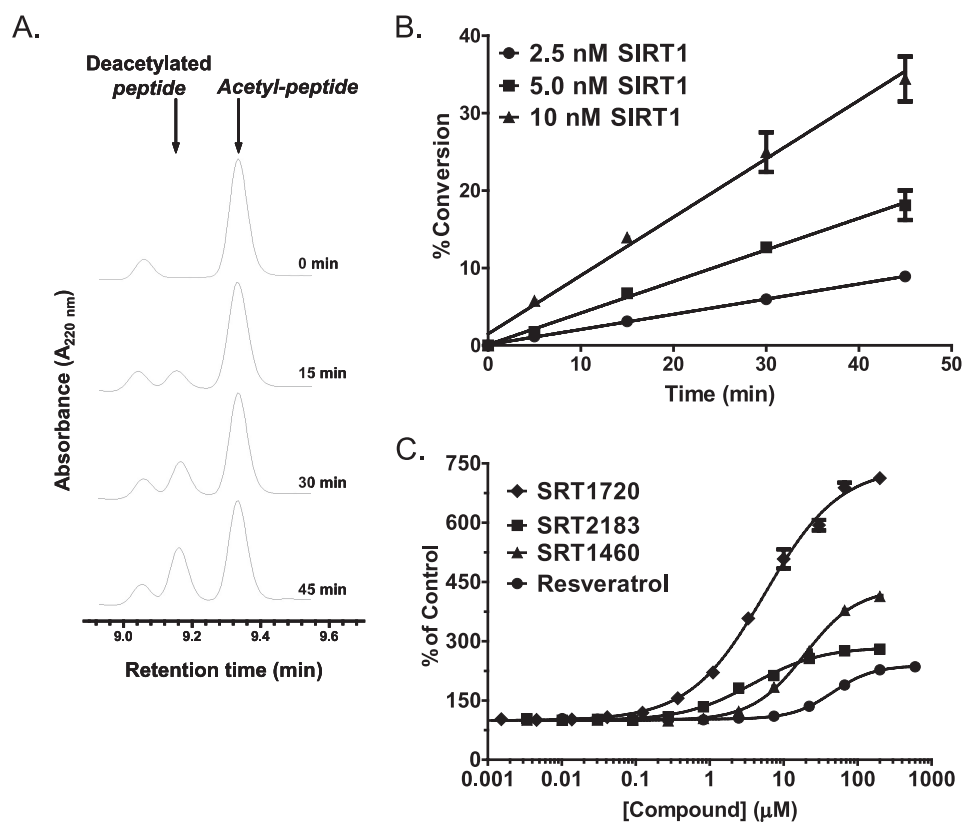 A.
Deacetylated
peptide
Acetyl-peptide
0 min
15 min
30 min
45 min
Absorbance (A220 nm)
9.0 9.2 9.4 9.6
Retention time (min)
B.
2.5 nM SIRT1
5.0 nM SIRT1
10 nM SIRT1
40
30
20
10
0
% Conversion
0 10 20 30 40 50
Time (min)
C.
SRT1720
SRT2183
SRT1460
Resveratrol
750
600
450
300
150
0
% of Control
0.001 0.01 0.1 1 10 100 1000
[Compound] (μM)